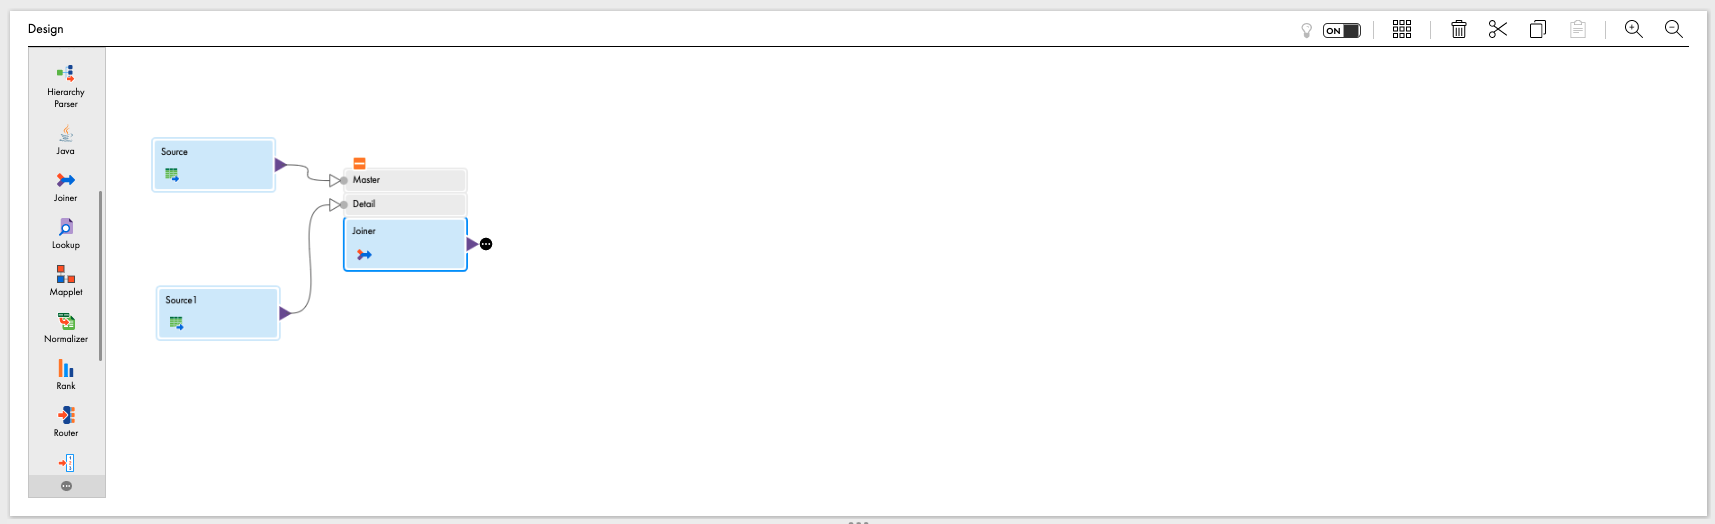 Design
ON
Hierarchy
Parser
Java
Joiner
Lookup
Mapplet
Normalizer
Rank
Router
Source
Master
Detail
Joiner
Source1